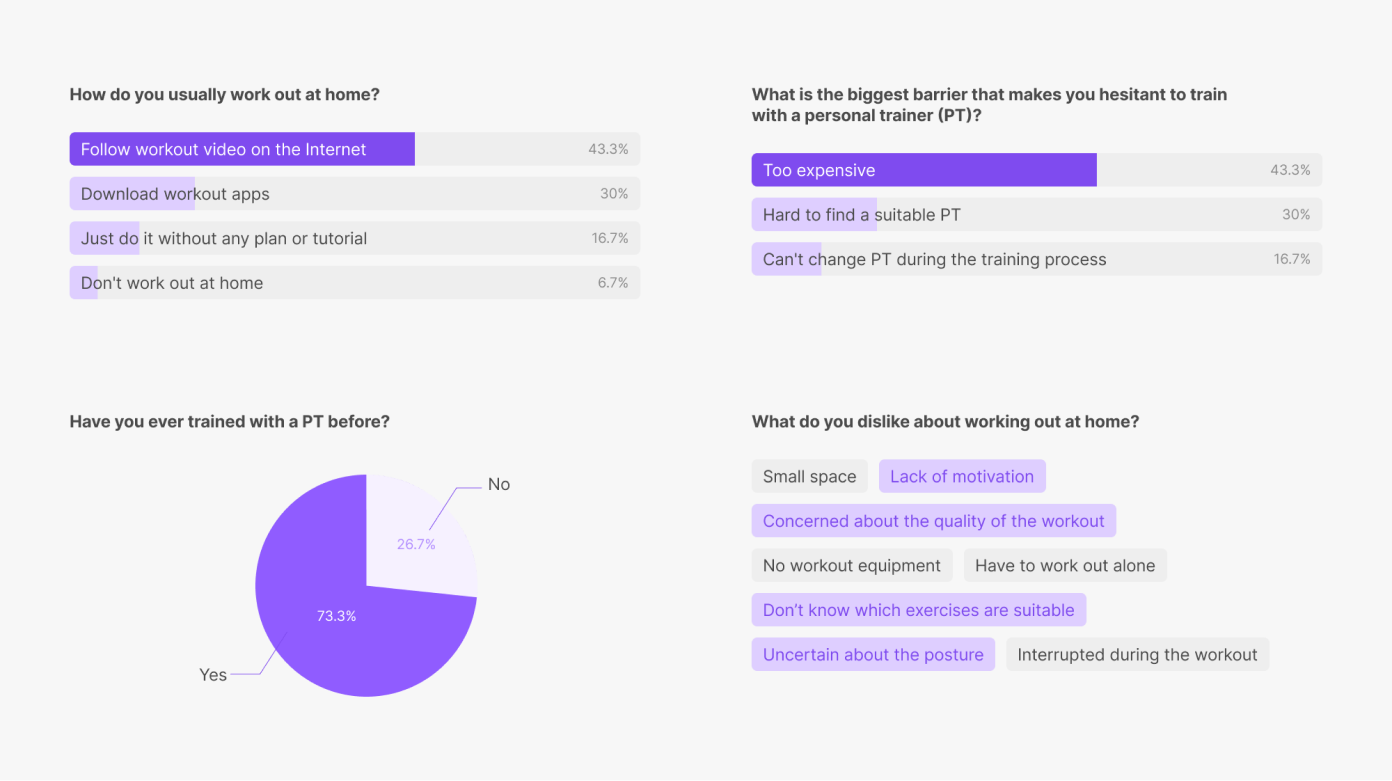 How do you usually work out at home?
Follow workout video on the Internet 43.3%
Download workout apps 30%
Just do it without any plan or tutorial 16.7%
Don't work out at home 6.7%
What is the biggest barrier that makes you hesitant to train
with a personal trainer (PT)?
Too expensive 43.3%
Hard to find a suitable PT 30%
Can't change PT during the training process 16.7%
Have you ever trained with a PT before?
No
26.7%
73.3%
Yes
What do you dislike about working out at home?
Small space Lack of motivation
Concerned about the quality of the workout
No workout equipment Have to work out alone
Don’t know which exercises are suitable
Uncertain about the posture Interrupted during the workout